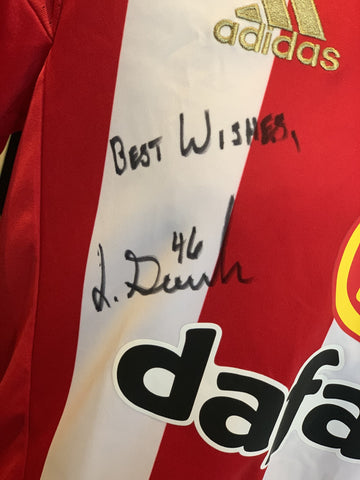 adidas
BEST WISHES,
46
dafa